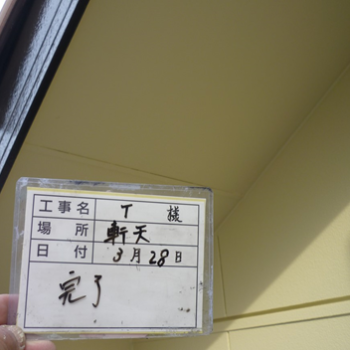 工事名 T 様
場所 軒天
日付 3月28日
完了